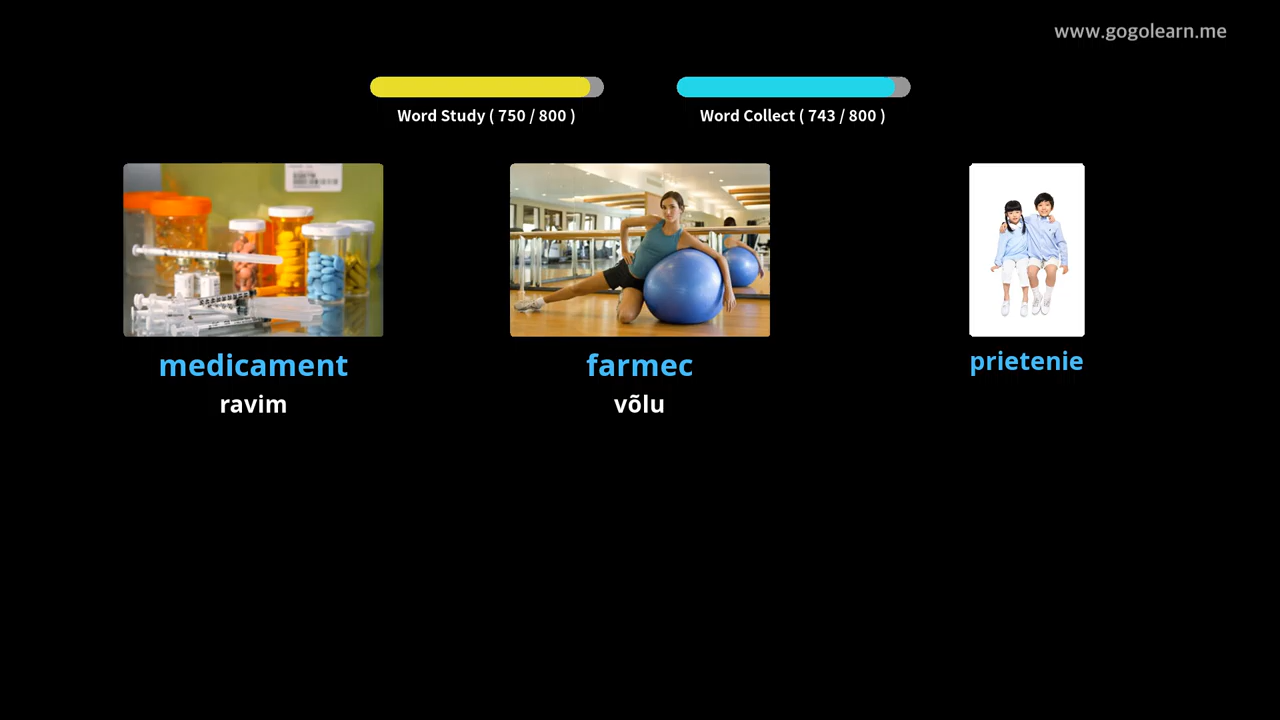 www.gogolearn.me
Word Study ( 750 / 800 )
Word Collect ( 743 / 800 )
medicament
farmec
prietenie
ravim
võlu